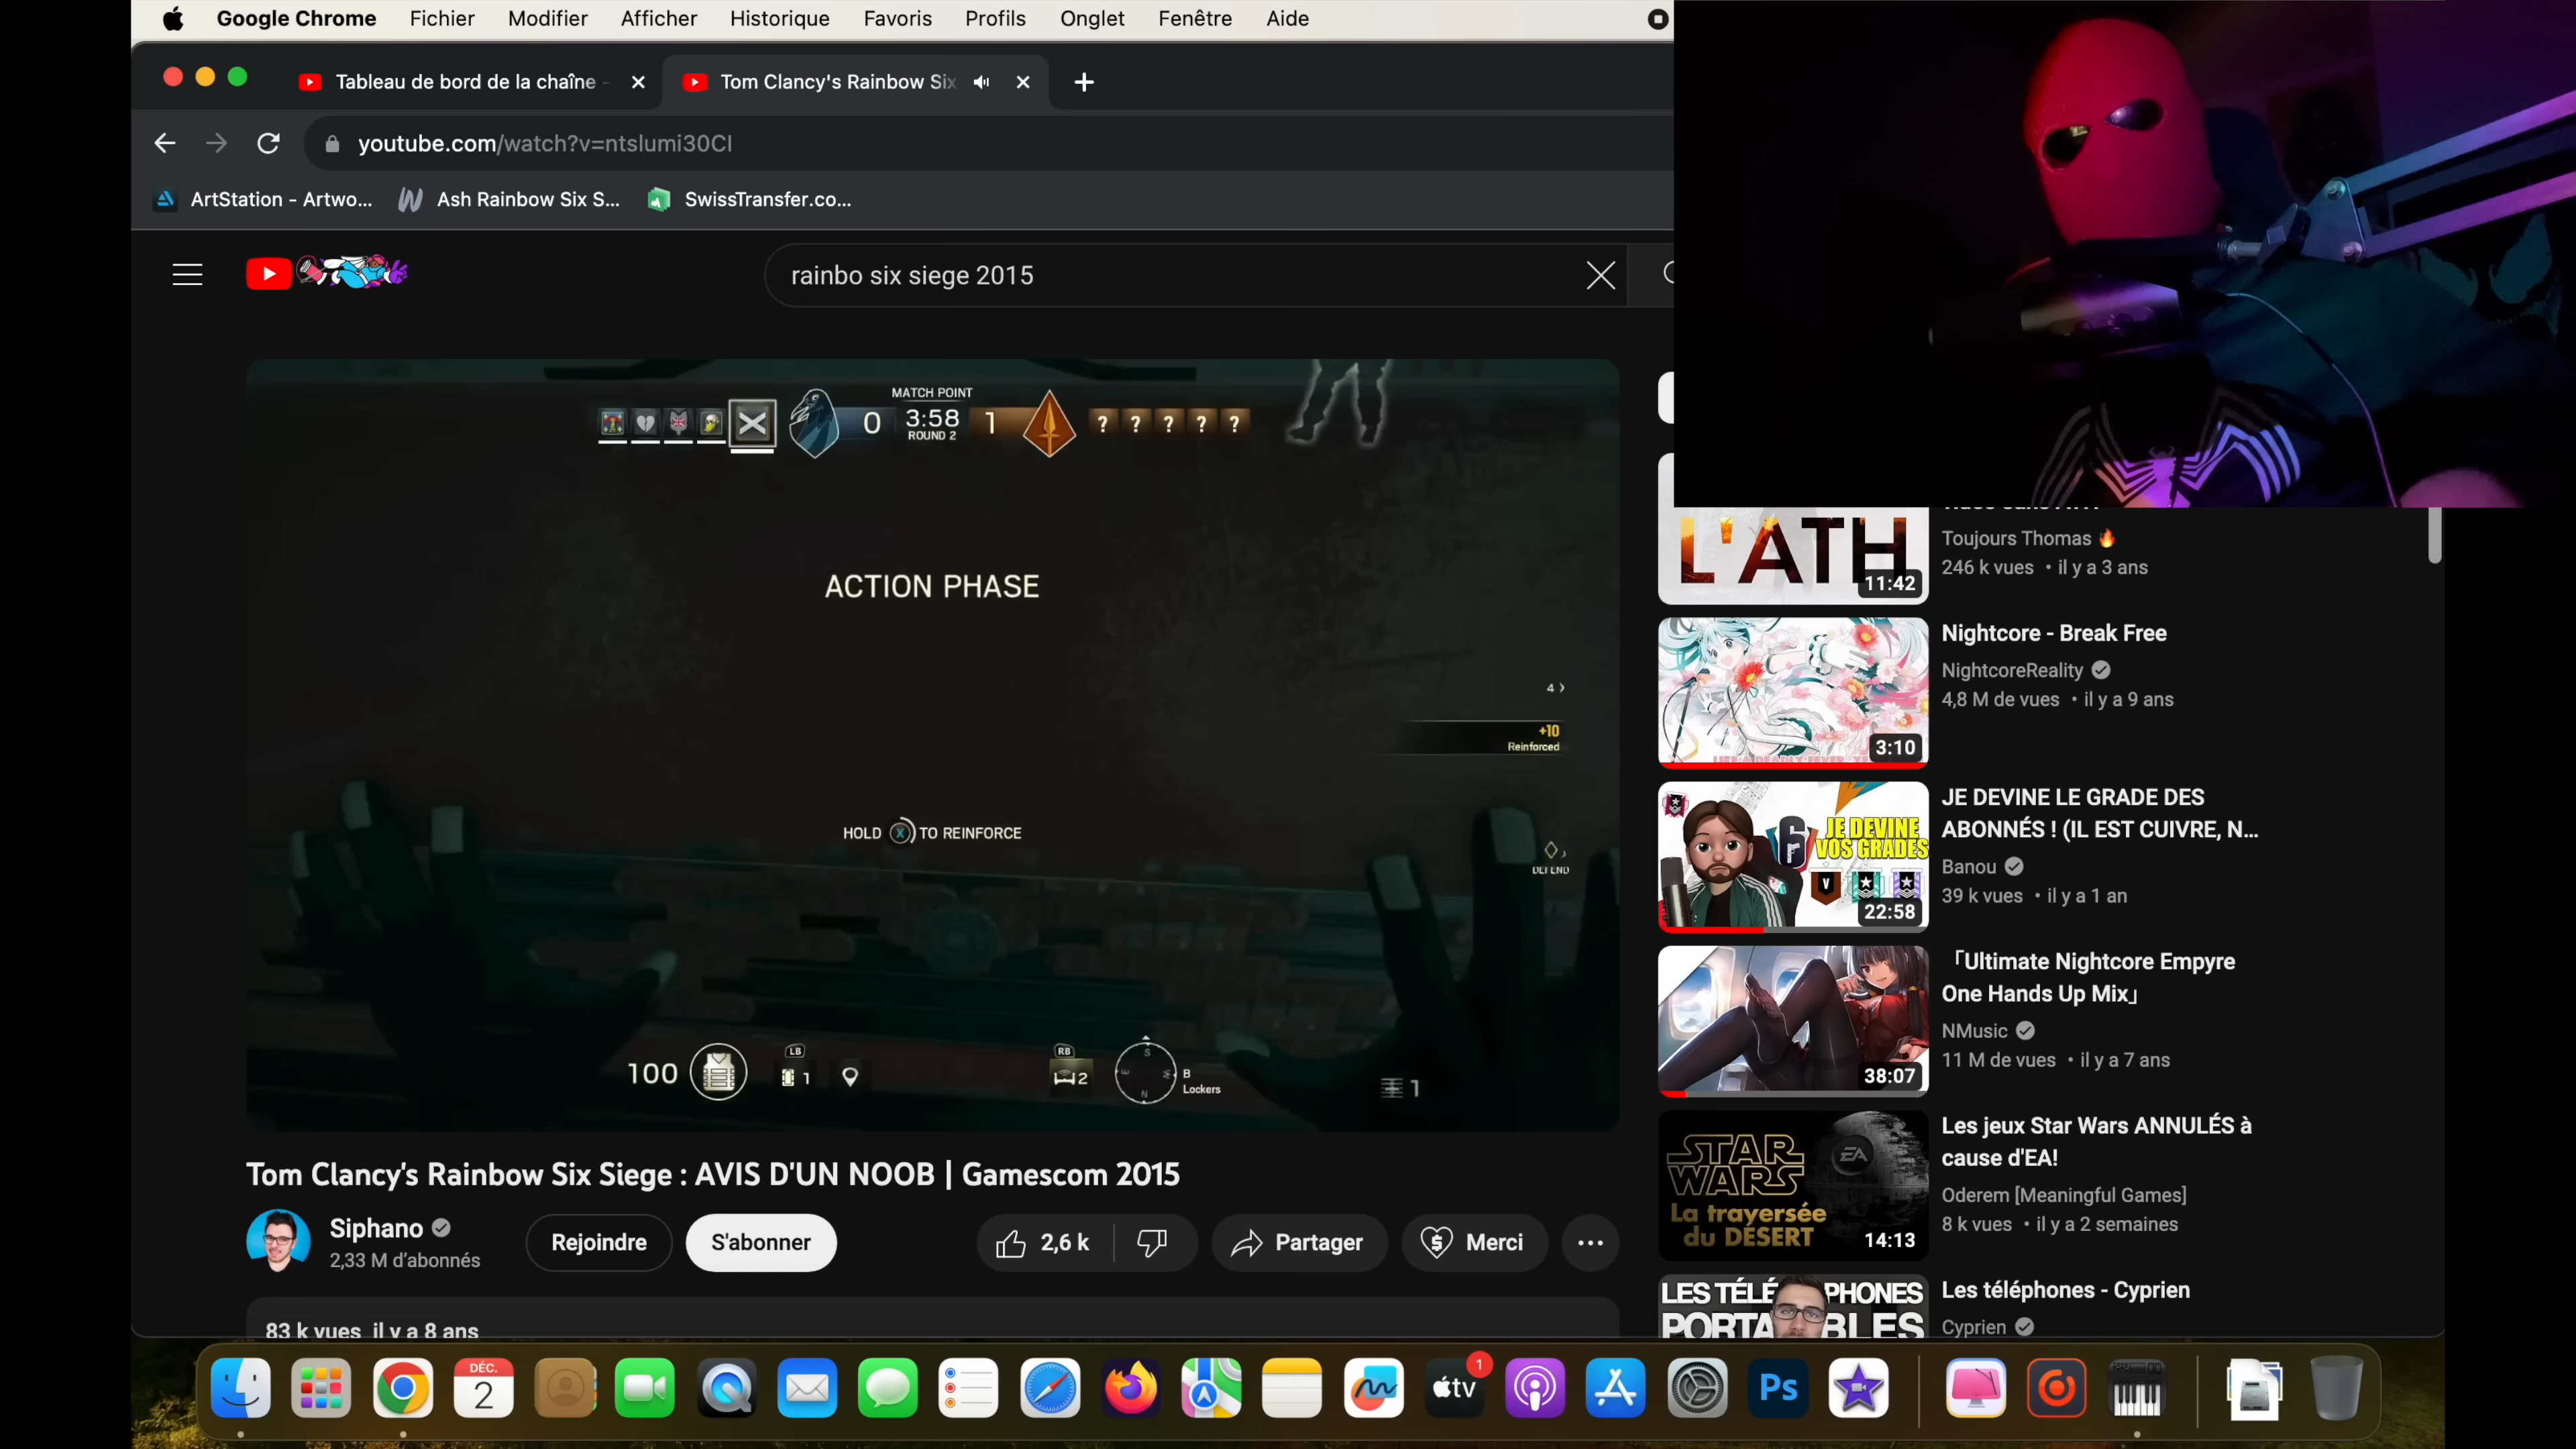 Google Chrome Fichier Modifier Afficher Historique Favoris Profils Onglet Fenêtre Aide
Tableau de bord de la chaîne -
Tom Clancy's Rainbow Six
youtube.com/watch?v=ntslumi30CI
ArtStation - Artwo...
Ash Rainbow Six S...
SwissTransfer.co...
rainbo six siege 2015
MATCH POINT
0 3:58 1
ROUND 2
? ? ? ? ?
ACTION PHASE
4
+10
Reinforced
HOLD X TO REINFORCE
DEFEND
100
LB
1
RB
2
S
N
B
Lockers
1
Tom Clancy's Rainbow Six Siege : AVIS D'UN NOOB | Gamescom 2015
Siphano
2,33 M d'abonnés
Rejoindre
S'abonner
2,6 k
Partager
Merci
83 k vues il y a 8 ans
L'ATH
11:42
Toujours Thomas 🔥
246 k vues • il y a 3 ans
3:10
Nightcore - Break Free
NightcoreReality
4,8 M de vues • il y a 9 ans
JE DEVINE
VOS GRADES
22:58
JE DEVINE LE GRADE DES
ABONNÉS ! (IL EST CUIVRE, N...
Banou
39 k vues • il y a 1 an
38:07
「Ultimate Nightcore Empyre
One Hands Up Mix」
NMusic
11 M de vues • il y a 7 ans
STAR
WARS
EA
La traversée
du DÉSERT
14:13
Les jeux Star Wars ANNULÉS à
cause d'EA!
Oderem [Meaningful Games]
8 k vues • il y a 2 semaines
Les téléphones - Cyprien
Cyprien
DÉC.
2
tv
1
Ps